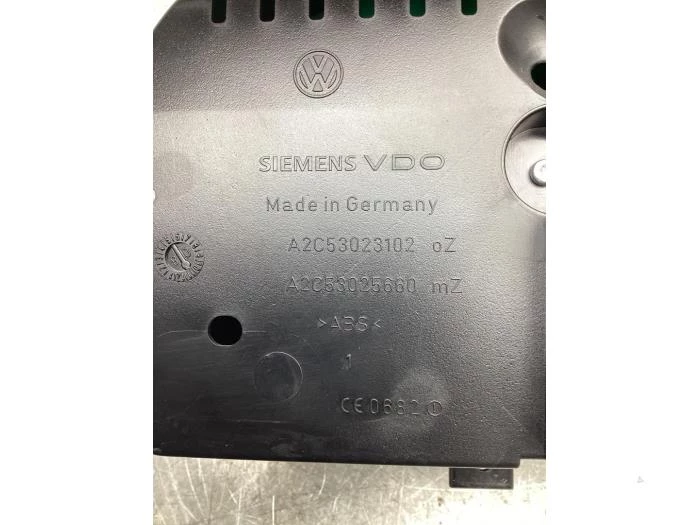 SIEMENS VDO
Made in Germany
A2C53023102 oZ
A2C53025660 mZ
>ABS<
1
CE 0682